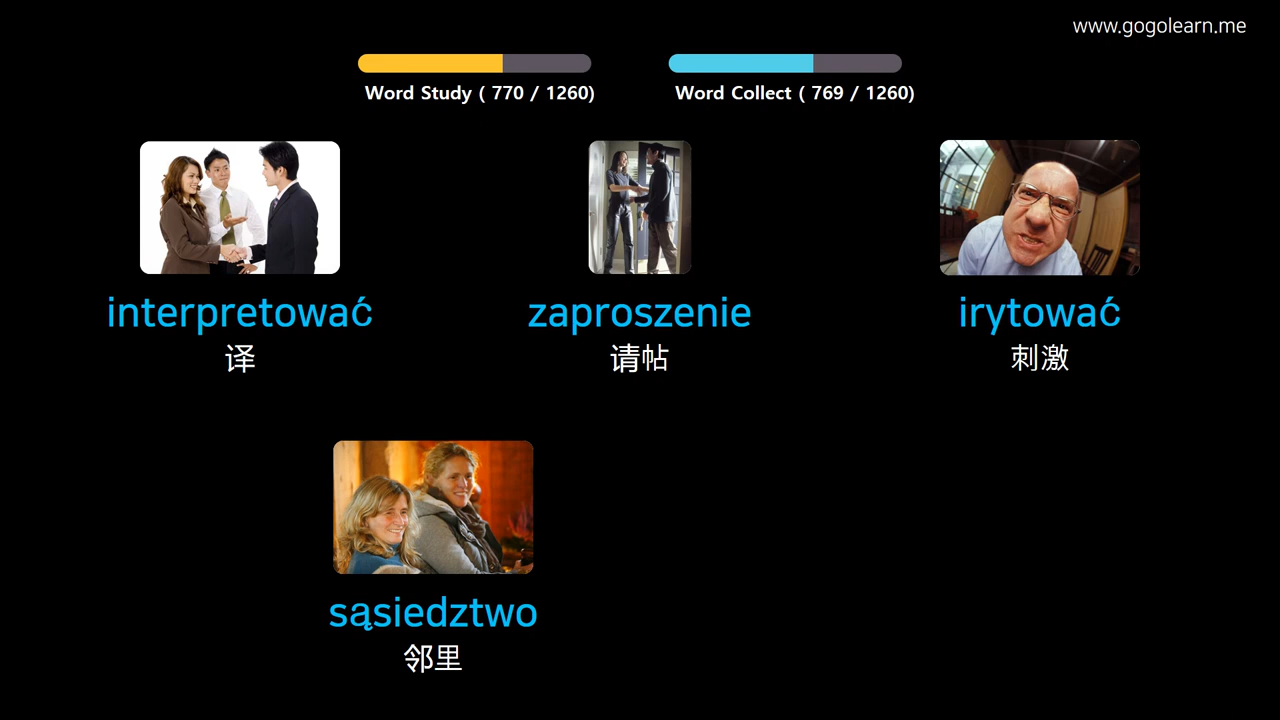 www.gogolearn.me
Word Study ( 770 / 1260)
Word Collect ( 769 / 1260)
interpretować
zaproszenie
irytować
译
请帖
刺激
sąsiedztwo
邻里